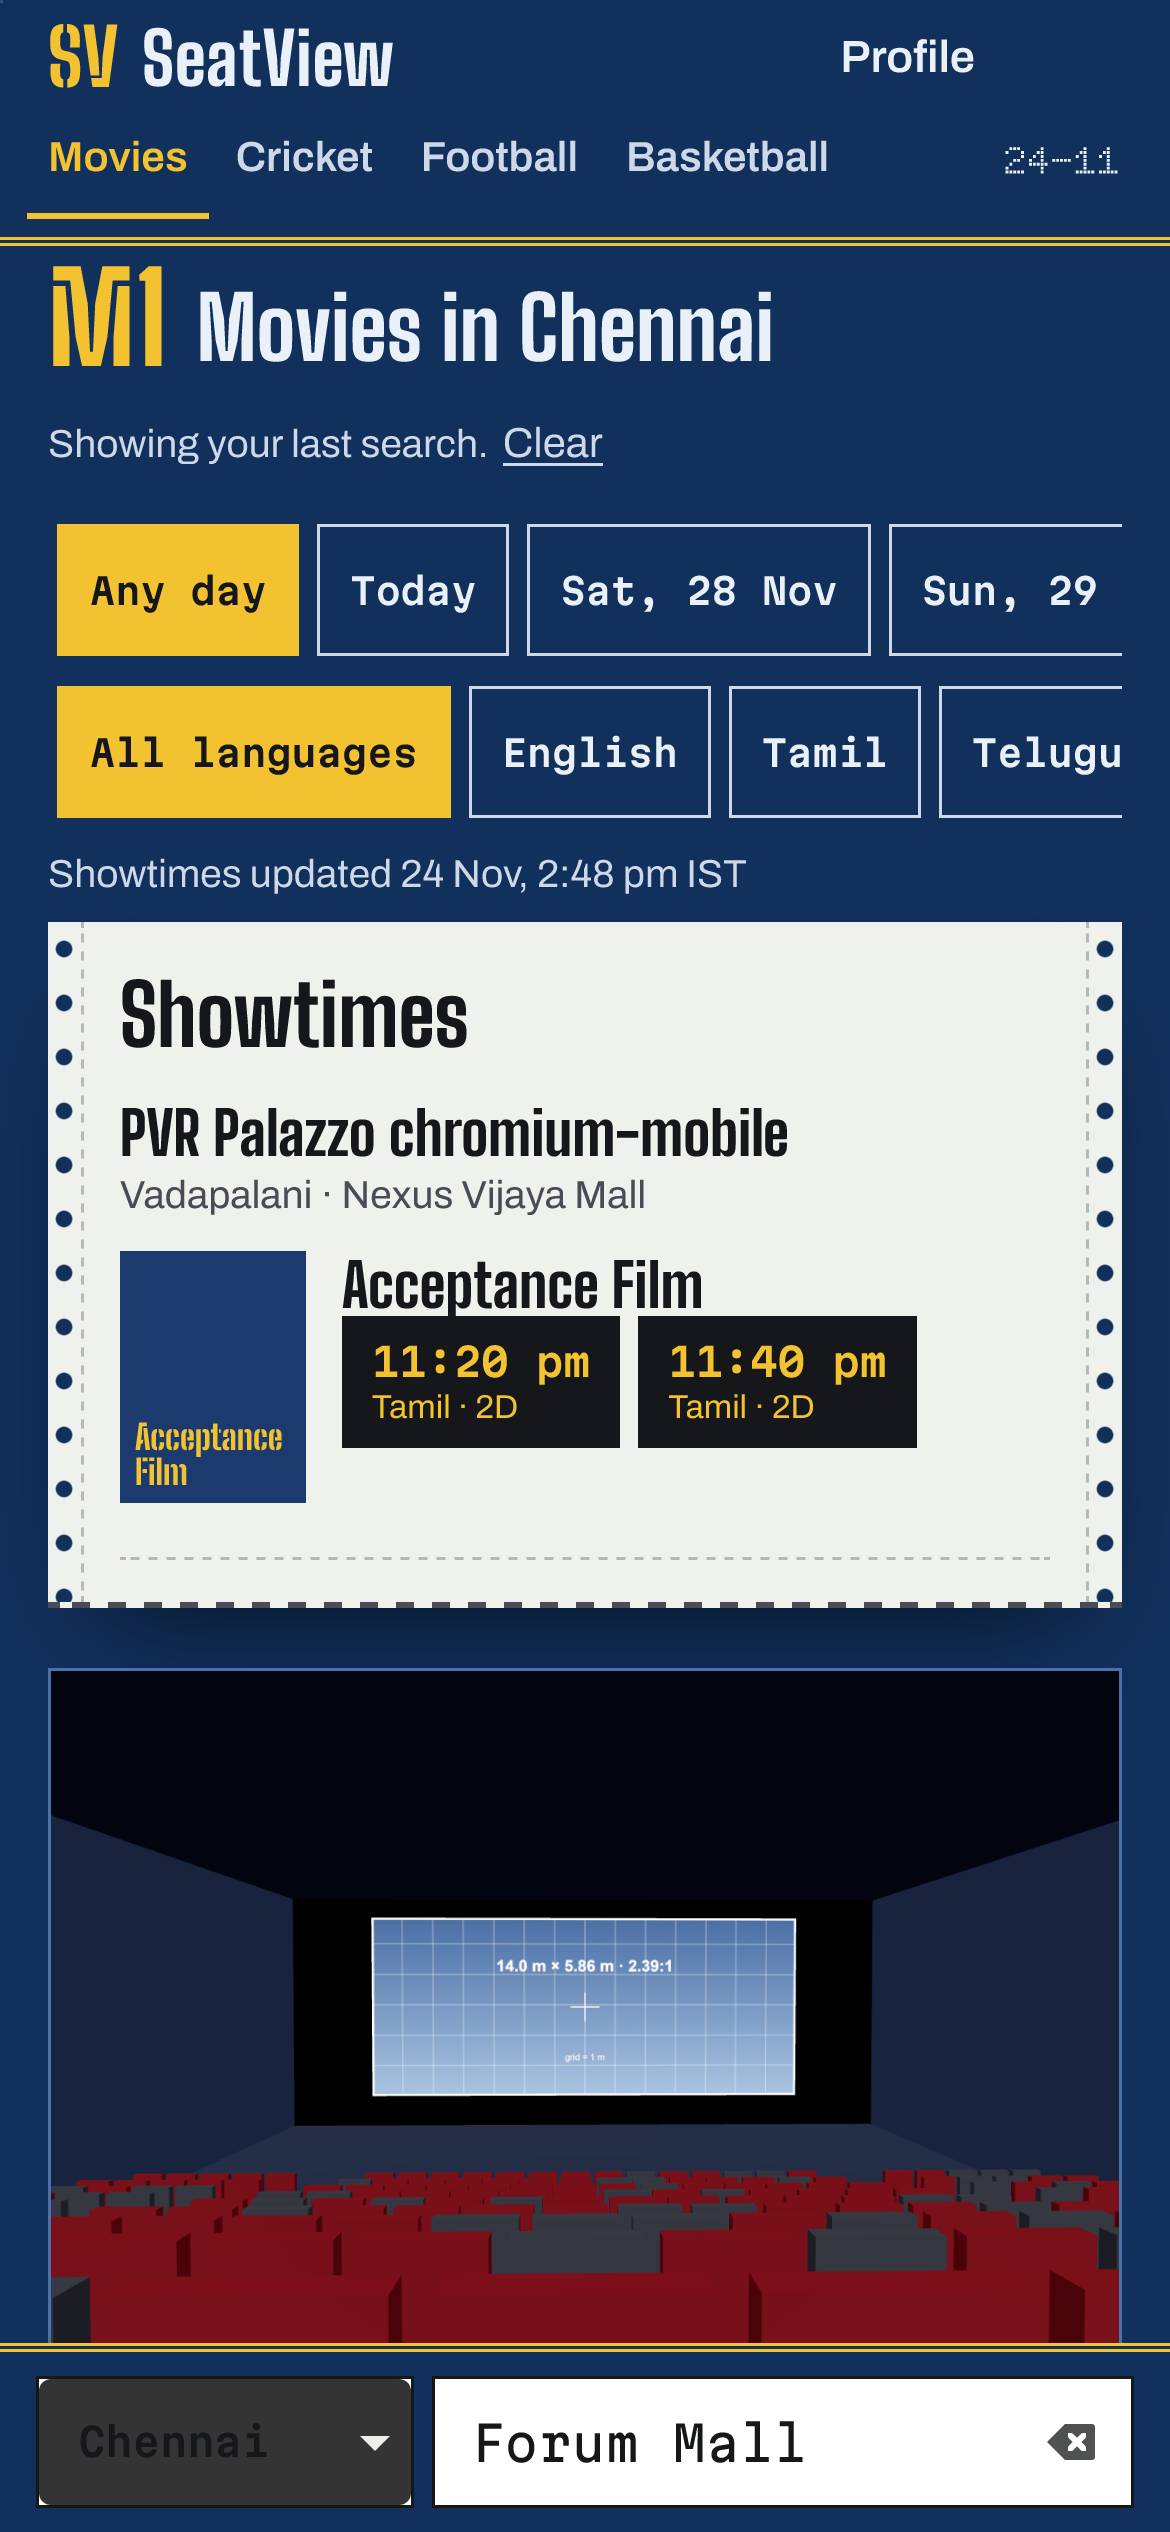 SV SeatView Profile
Movies Cricket Football Basketball 24-11
M1 Movies in Chennai
Showing your last search. Clear
Any day Today Sat, 28 Nov Sun, 29
All languages English Tamil Telugu
Showtimes updated 24 Nov, 2:48 pm IST
Showtimes
PVR Palazzo chromium-mobile
Vadapalani · Nexus Vijaya Mall
Acceptance Film
11:20 pm 11:40 pm
Tamil · 2D Tamil · 2D
Acceptance
Film
14.0 m × 5.86 m · 2.39:1
grid = 1 m
Chennai Forum Mall